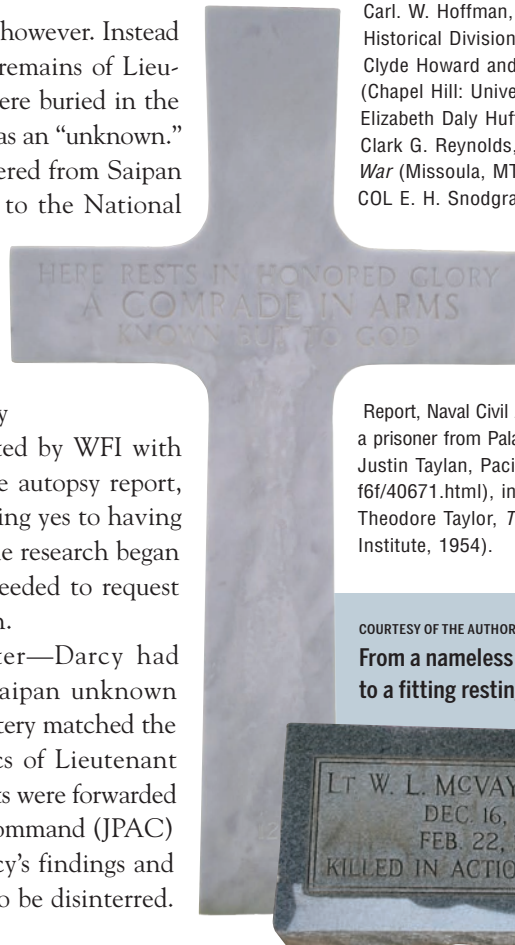 however. Instead
remains of Lieu-
ere buried in the
as an “unknown.”
ered from Saipan
to the National
y
ted by WFI with
e autopsy report,
ing yes to having
e research began
eeded to request
n.
ter—Darcy had
aipan unknown
tery matched the
cs of Lieutenant
ts were forwarded
ommand (JPAC)
cy’s findings and
o be disinterred.
HERE RESTS IN HONORED GLORY
A COMRADE IN ARMS
KNOWN BUT TO GOD
Carl. W. Hoffman,
Historical Division
Clyde Howard and
(Chapel Hill: Unive
Elizabeth Daly Huf
Clark G. Reynolds,
War (Missoula, MT
COL E. H. Snodgra
Report, Naval Civil
a prisoner from Pala
Justin Taylan, Paci
f6f/40671.html), in
Theodore Taylor, T
Institute, 1954).
COURTESY OF THE AUTHOR
From a nameless
to a fitting restin
LT W. L. MCVAY
DEC. 16,
FEB. 22,
KILLED IN ACTIO